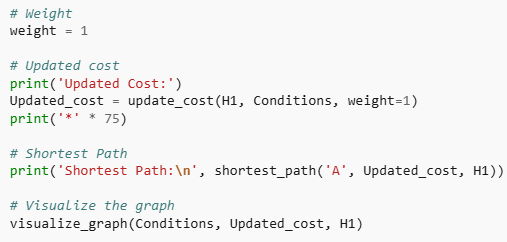 # Weight
weight = 1
# Updated cost
print('Updated Cost:')
Updated_cost = update_cost(H1, Conditions, weight=1)
print('*' * 75)
# Shortest Path
print('Shortest Path:\n', shortest_path('A', Updated_cost, H1))
# Visualize the graph
visualize_graph(Conditions, Updated_cost, H1)